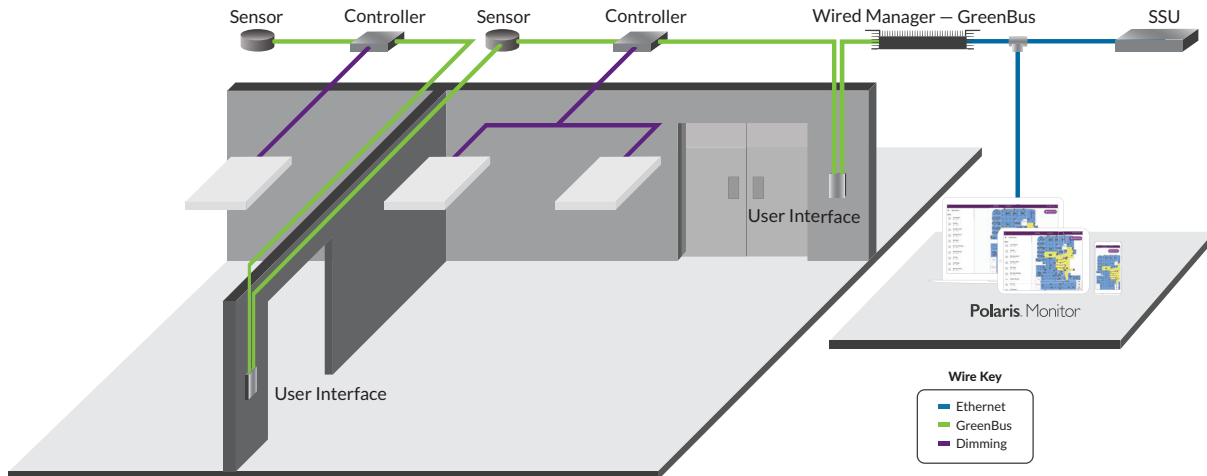 Sensor
Controller
Sensor
Controller
Wired Manager — GreenBus
SSU
User Interface
User Interface
Polaris. Monitor
Wire Key
Ethernet
GreenBus
Dimming